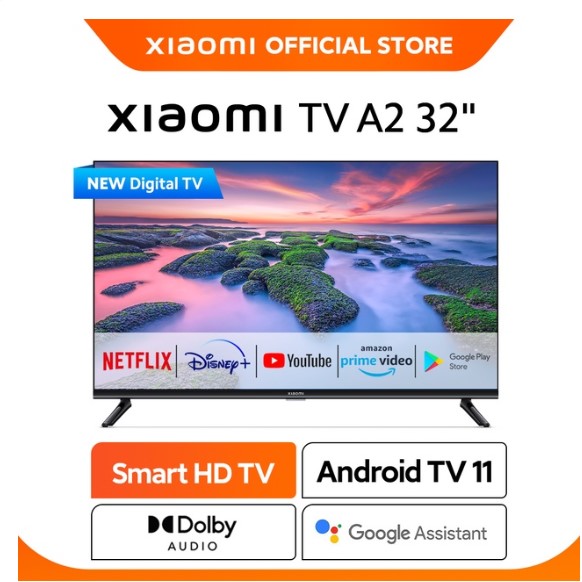 xiaomi OFFICIAL STORE
xiaomi TV A2 32"
NEW Digital TV
NETFLIX
Disney+
YouTube
amazon
prime video
Google Play
Store
XIAOMI
Smart HD TV
Android TV 11
Dolby
AUDIO
Google Assistant